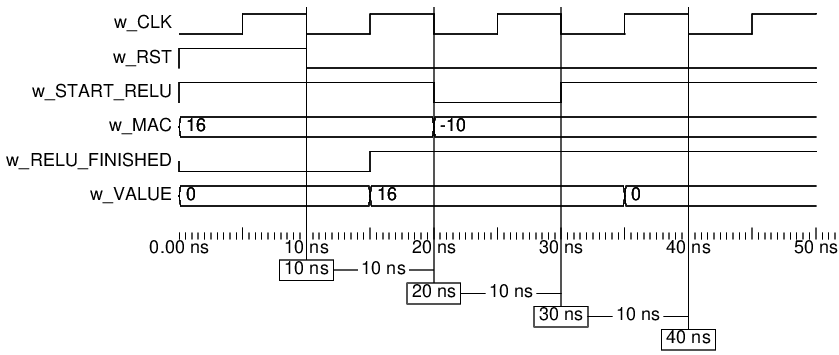 w_CLK
w_RST
w_START_RELU
w_MAC 16 -10
w_RELU_FINISHED
w_VALUE 0 16 0
0.00 ns 10 ns 20 ns 30 ns 40 ns 50 ns
10 ns 10 ns
20 ns 10 ns
30 ns 10 ns
40 ns